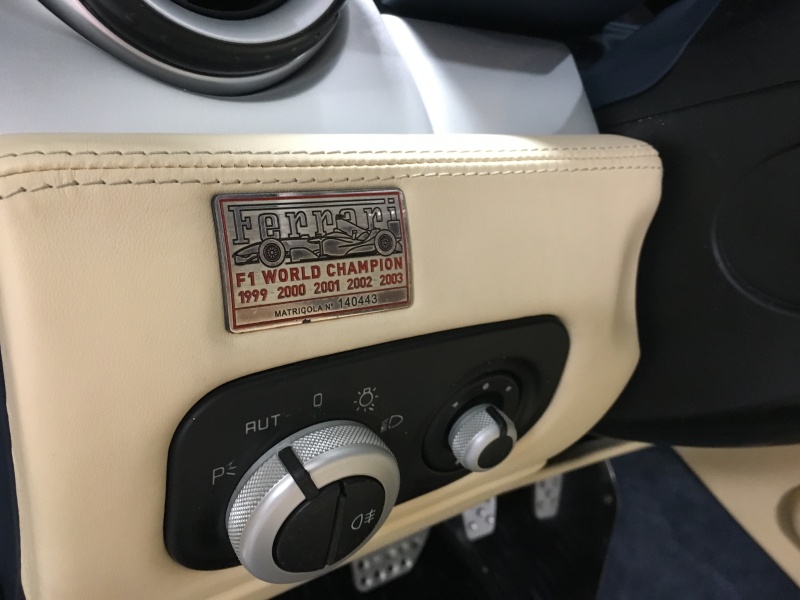 Ferrari
F1 WORLD CHAMPION
1999 2000 2001 2002 2003
MATRICOLA N° 140443
AUT
0
P